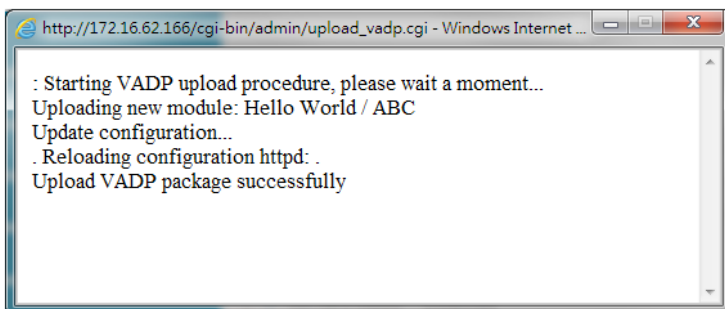 http://172.16.62.166/cgi-bin/admin/upload_vadp.cgi - Windows Internet ...
: Starting VADP upload procedure, please wait a moment...
Uploading new module: Hello World / ABC
Update configuration...
. Reloading configuration httpd: .
Upload VADP package successfully